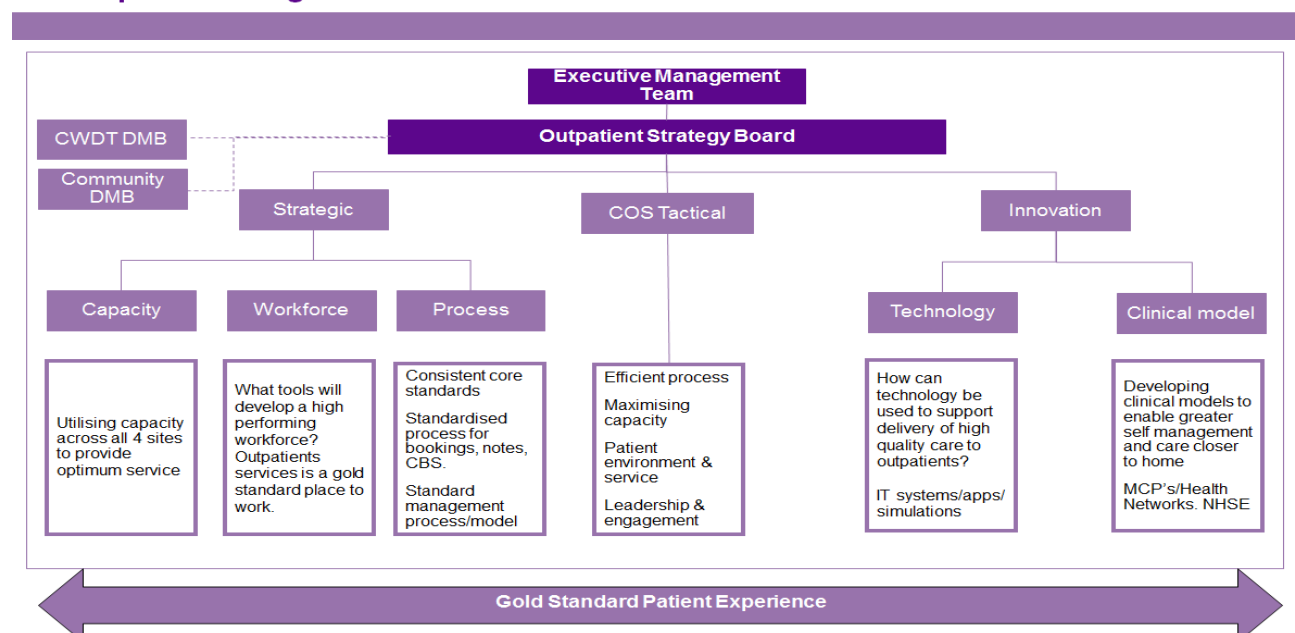 Executive Management
Team
Outpatient Strategy Board
CWDT DMB
Community
DMB
Strategic
COS Tactical
Innovation
Capacity
Workforce
Process
Technology
Clinical model
Utilising capacity
across all 4 sites
to provide
optimum service
What tools will
develop a high
performing
workforce?
Outpatients
services is a gold
standard place to
work.
Consistent core
standards
Standardised
process for
bookings, notes,
CBS.
Standard
management
process/model
Efficient process
Maximising
capacity
Patient
environment &
service
Leadership &
engagement
How can
technology be
used to support
delivery of high
quality care to
outpatients?
IT systems/apps/
simulations
Developing
clinical models to
enable greater
self management
and care closer
to home
MCP's/Health
Networks. NHSE
Gold Standard Patient Experience